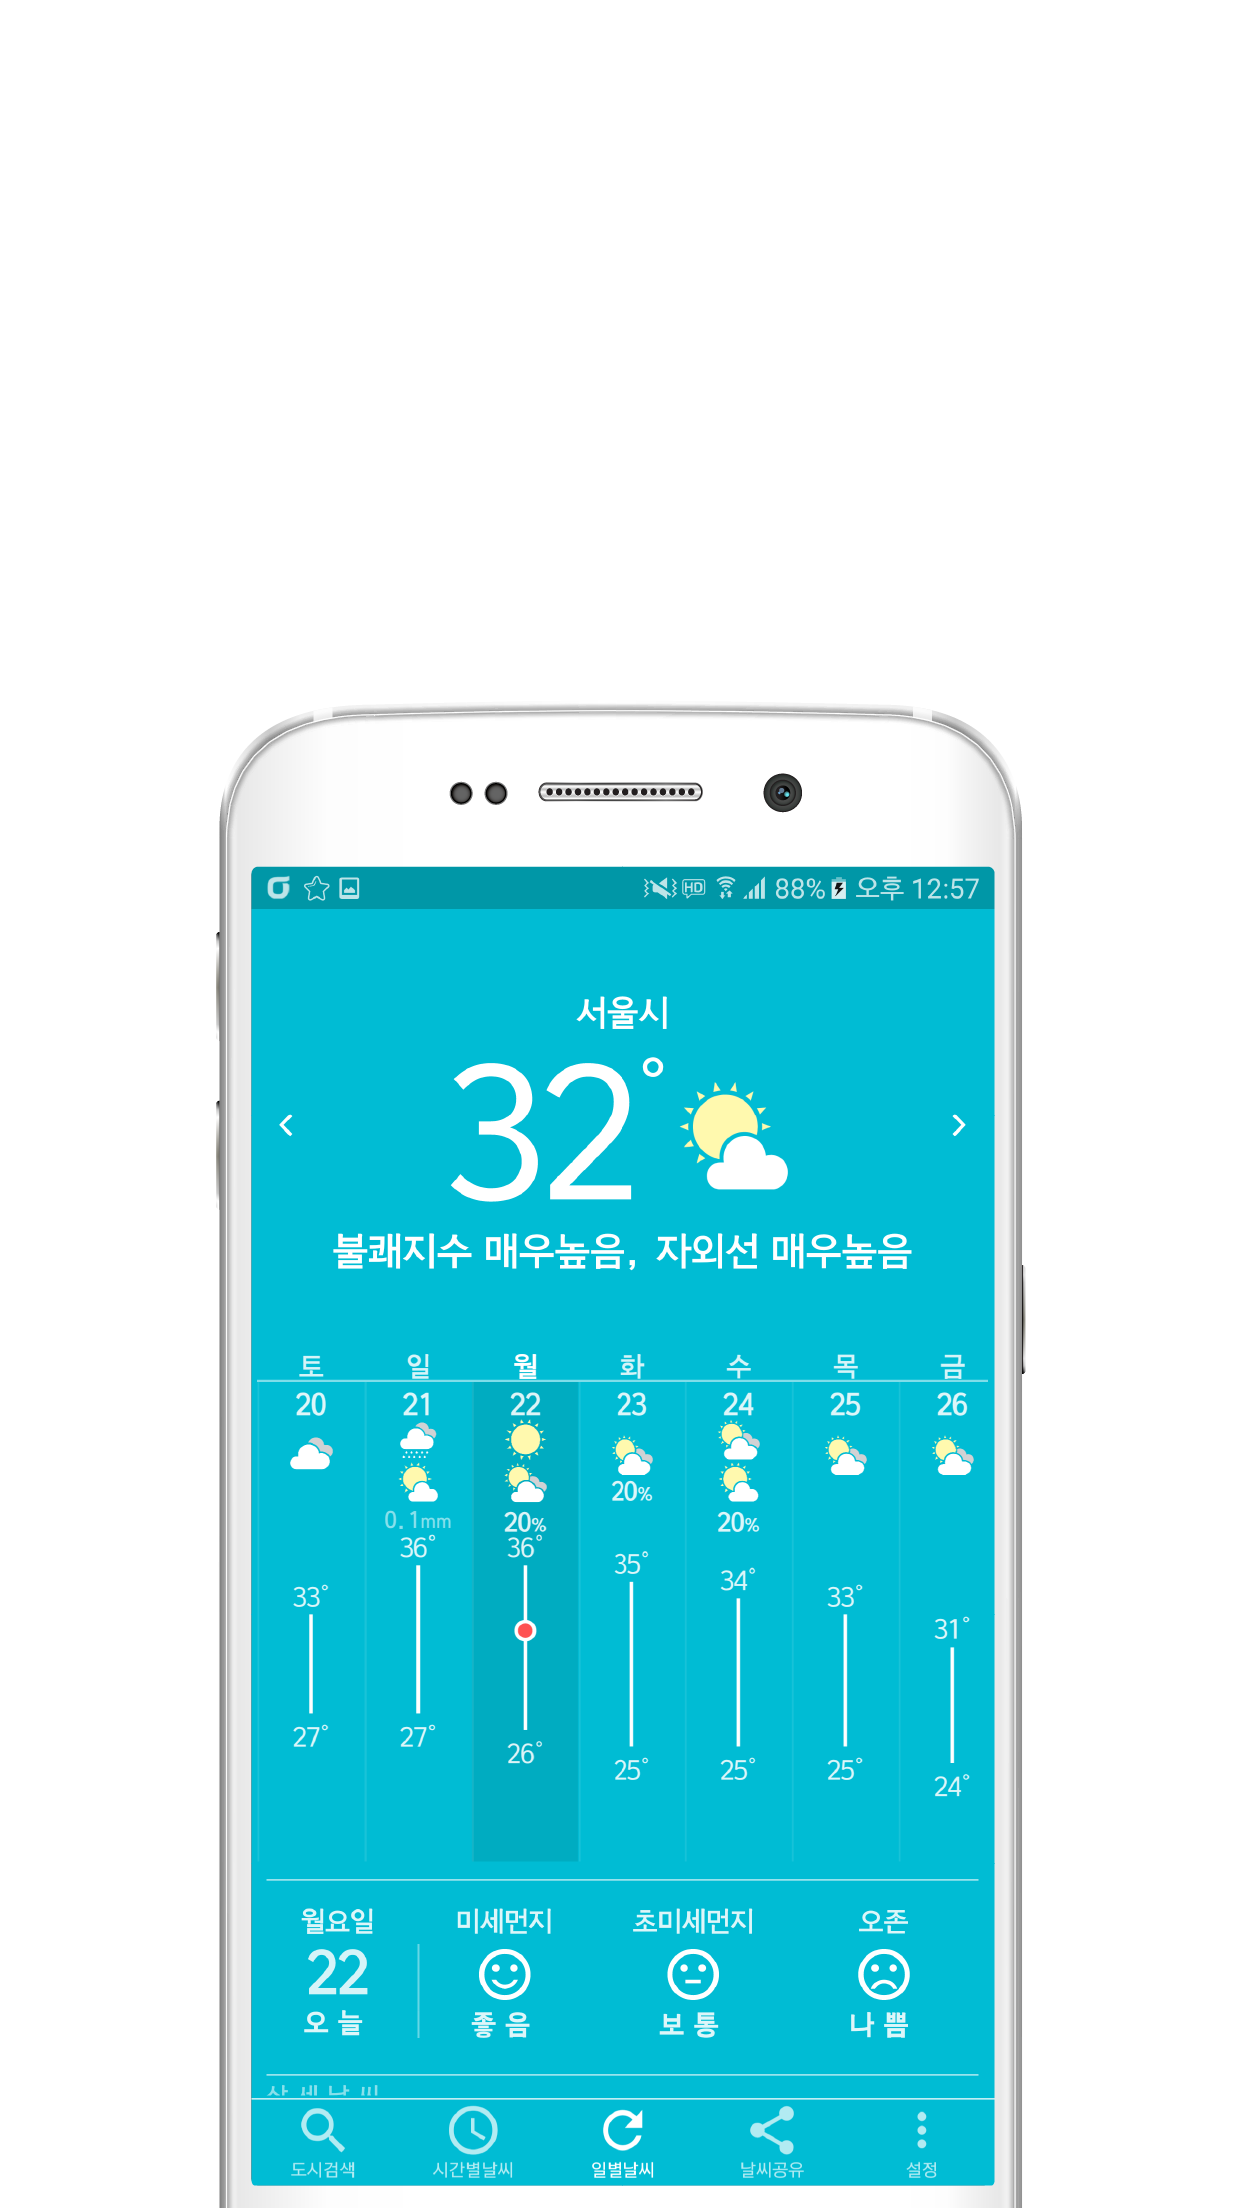 HD 88% 오후 12:57
서울시
32°
불쾌지수 매우높음, 자외선 매우높음
토 일 월 화 수 목 금
20 21 22 23 24 25 26
20%
0.1mm 20% 20%
36° 36°
35°
34°
33° 33°
31°
27° 27°
26°
25° 25° 25°
24°
월요일 미세먼지 초미세먼지 오존
22
오늘 좋음 보통 나쁨
상세날씨
도시검색 시간별날씨 일별날씨 날씨공유 설정